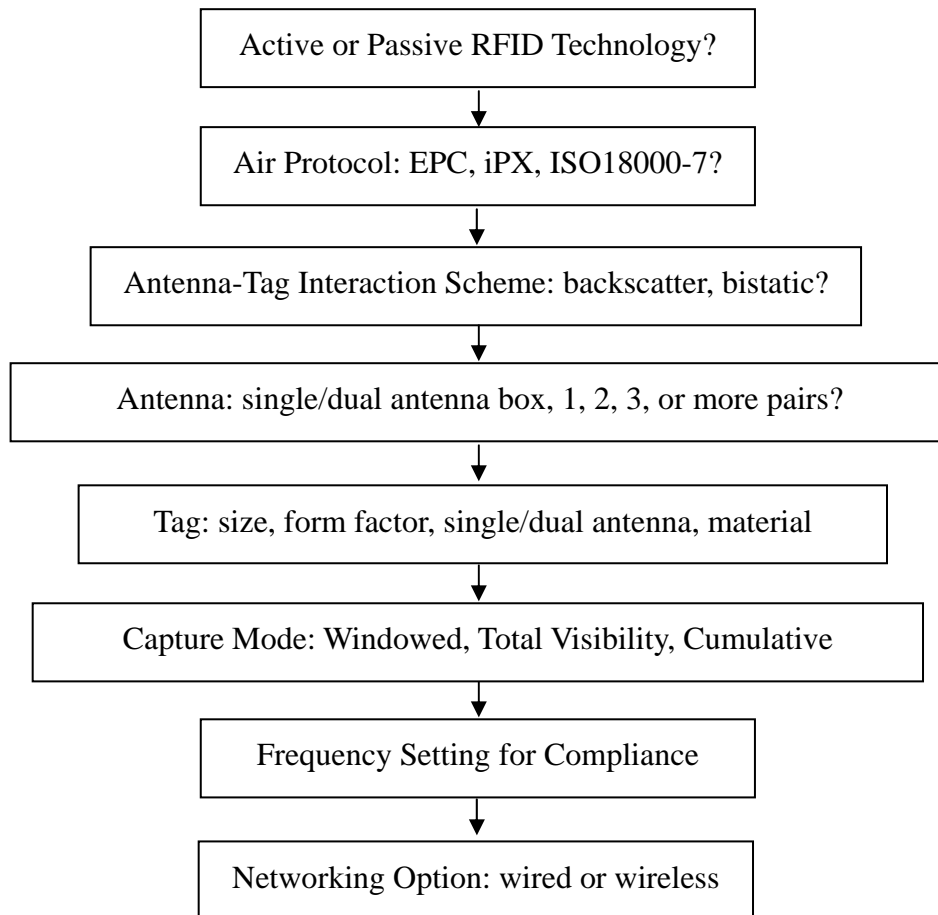 Active or Passive RFID Technology?
Air Protocol: EPC, iPX, ISO18000-7?
Antenna-Tag Interaction Scheme: backscatter, bistatic?
Antenna: single/dual antenna box, 1, 2, 3, or more pairs?
Tag: size, form factor, single/dual antenna, material
Capture Mode: Windowed, Total Visibility, Cumulative
Frequency Setting for Compliance
Networking Option: wired or wireless